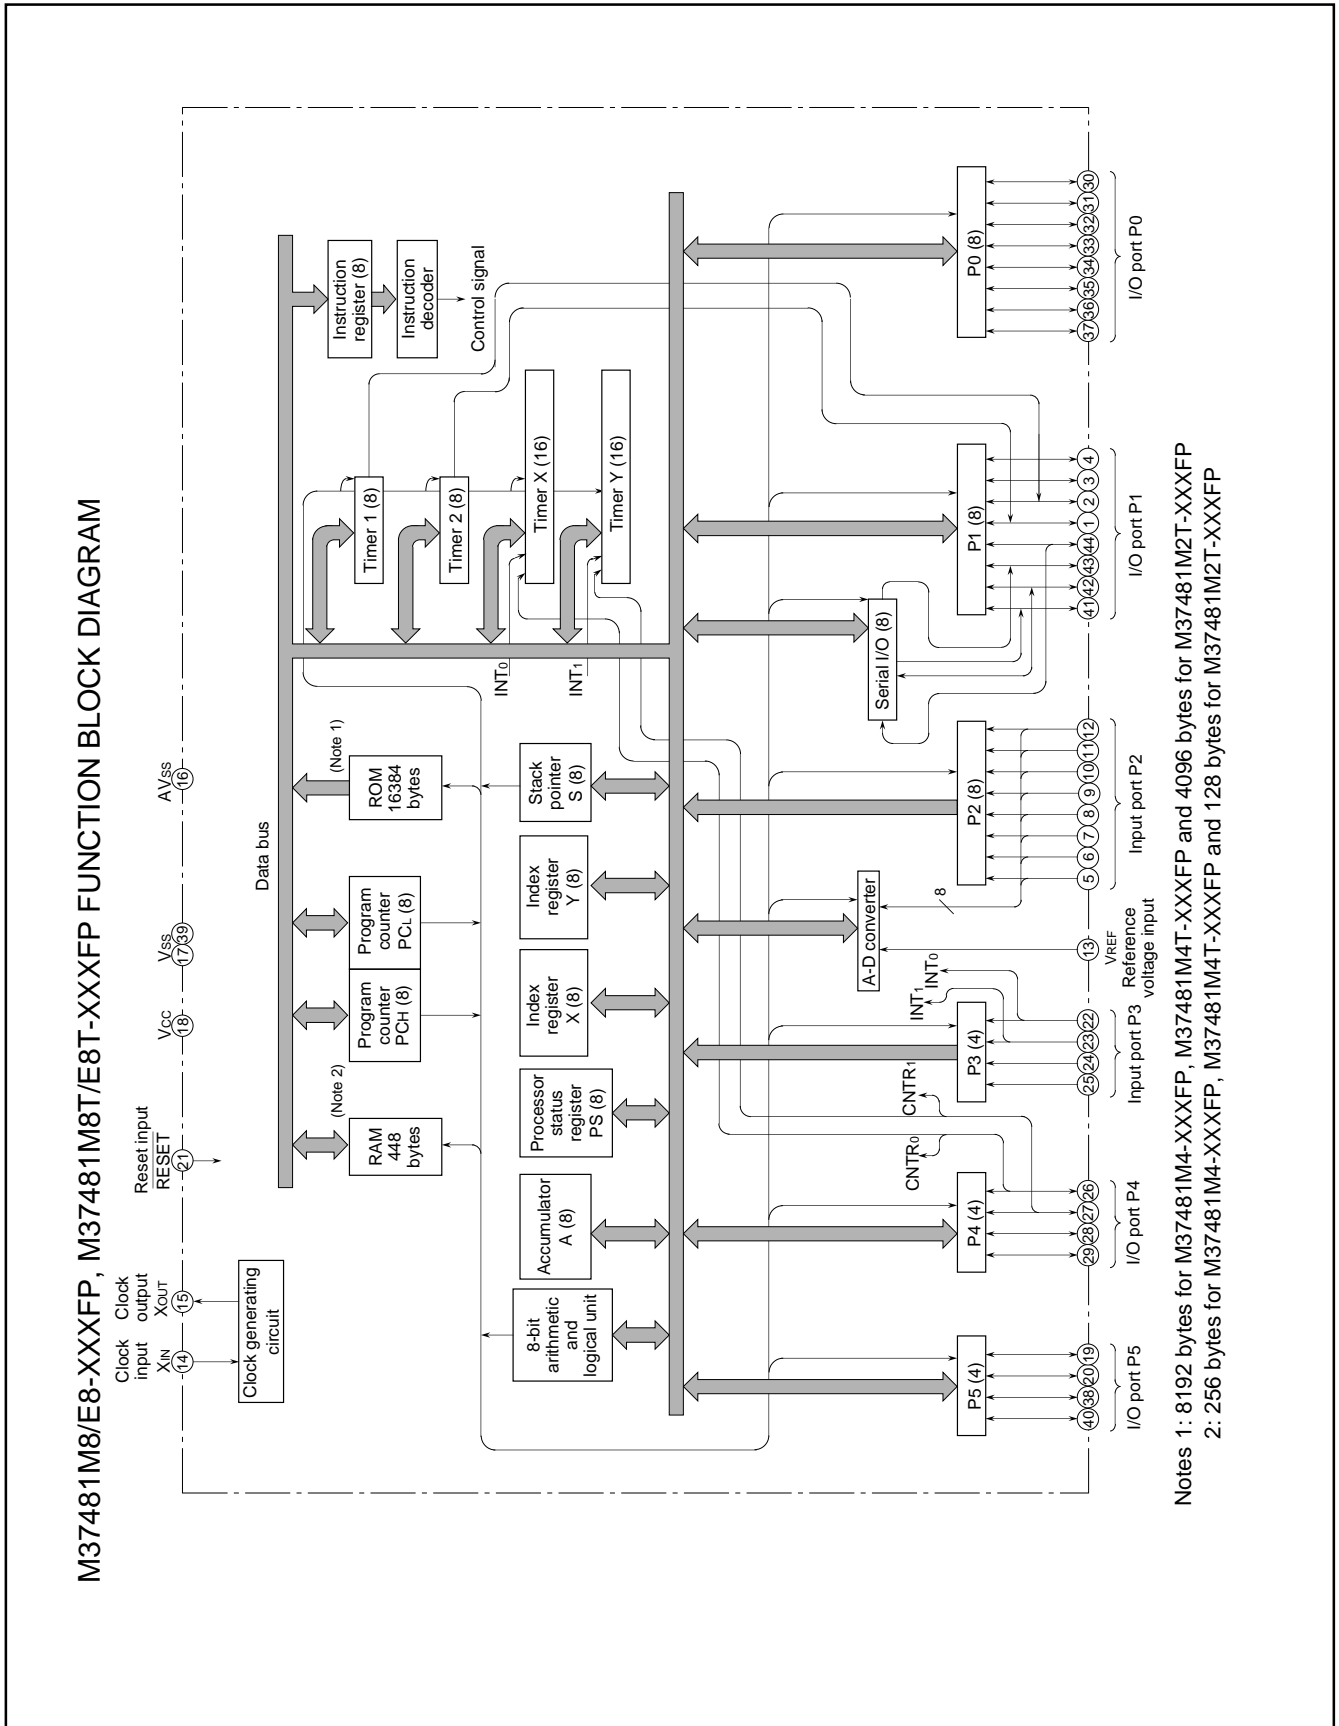 M37481M8/E8-XXXFP, M37481M8T/E8T-XXXFP FUNCTION BLOCK DIAGRAM
Clock input
XIN
14
Clock output
XOUT
15
Reset input
RESET
21
VCC
18
VSS
17 39
AVSS
16
Clock generating circuit
Data bus
(Note 2)
RAM
448
bytes
Program
counter
PCH (8)
Program
counter
PCL (8)
(Note 1)
ROM
16384
bytes
Instruction
register (8)
Instruction
decoder
Control signal
Timer 1 (8)
Timer 2 (8)
Timer X (16)
Timer Y (16)
INT0
INT1
8-bit
arithmetic
and
logical unit
Accumulator
A (8)
Processor
status
register
PS (8)
Index
register
X (8)
Index
register
Y (8)
Stack
pointer
S (8)
CNTR0
CNTR1
INT1
INT0
A-D converter
8
Serial I/O (8)
P5 (4)
P4 (4)
P3 (4)
P2 (8)
P1 (8)
P0 (8)
40 38 20 19
29 28 27 26
25 24 23 22
13
5 6 7 8 9 10 11 12
41 42 43 44 1 2 3 4
37 36 35 34 33 32 31 30
I/O port P5
I/O port P4
Input port P3
VREF
Reference
voltage input
Input port P2
I/O port P1
I/O port P0
Notes 1: 8192 bytes for M37481M4-XXXFP, M37481M4T-XXXFP and 4096 bytes for M37481M2T-XXXFP
2: 256 bytes for M37481M4-XXXFP, M37481M4T-XXXFP and 128 bytes for M37481M2T-XXXFP